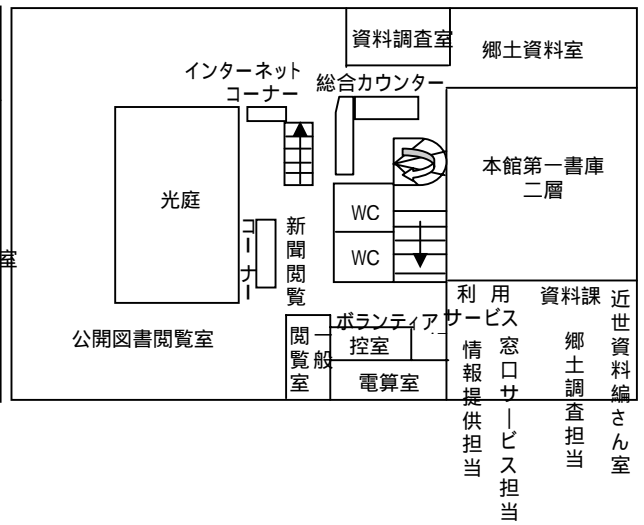 資料調査室
郷土資料室
インターネット
コーナー
総合カウンター
本館第一書庫
二層
光庭
WC
WC
新聞閲覧
コーナー
室
公開図書閲覧室
一般
閲覧室
ボランティア
控室
電算室
利用
サービス
情報提供担当
窓口サービス担当
資料課
郷土調査担当
近世資料編さん室